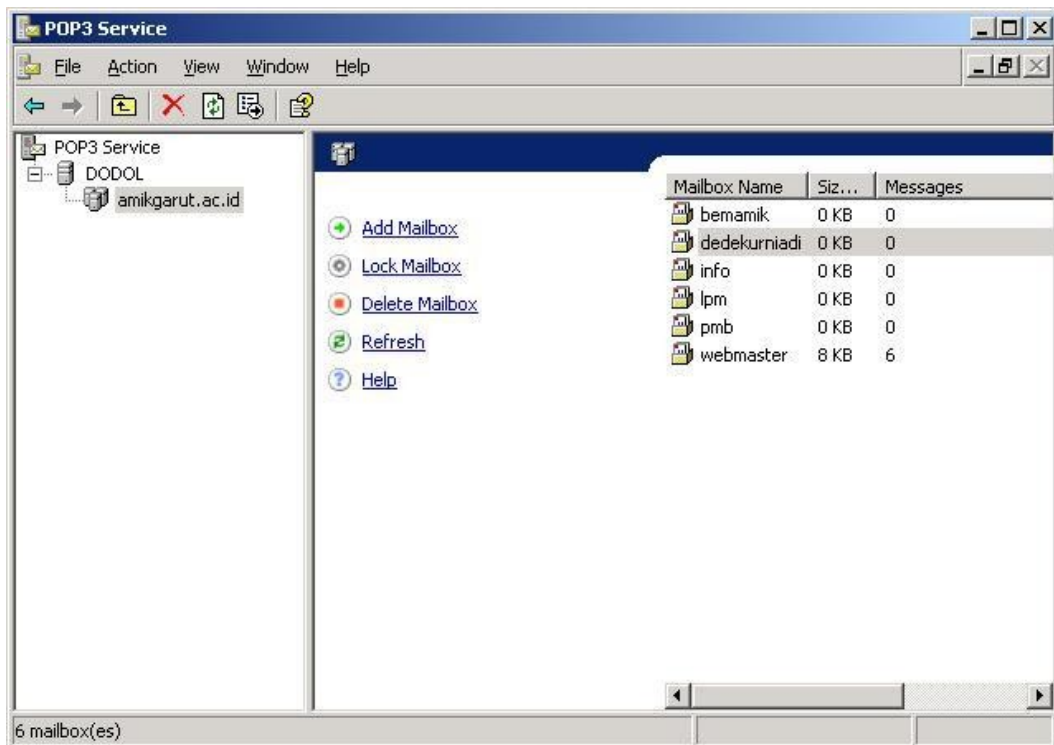 POP3 Service
File Action View Window Help
POP3 Service
DODOL
amikgarut.ac.id
Add Mailbox
Lock Mailbox
Delete Mailbox
Refresh
Help
Mailbox Name Siz... Messages
bemamik 0 KB 0
dedekurniadi 0 KB 0
info 0 KB 0
lpm 0 KB 0
pmb 0 KB 0
webmaster 8 KB 6
6 mailbox(es)